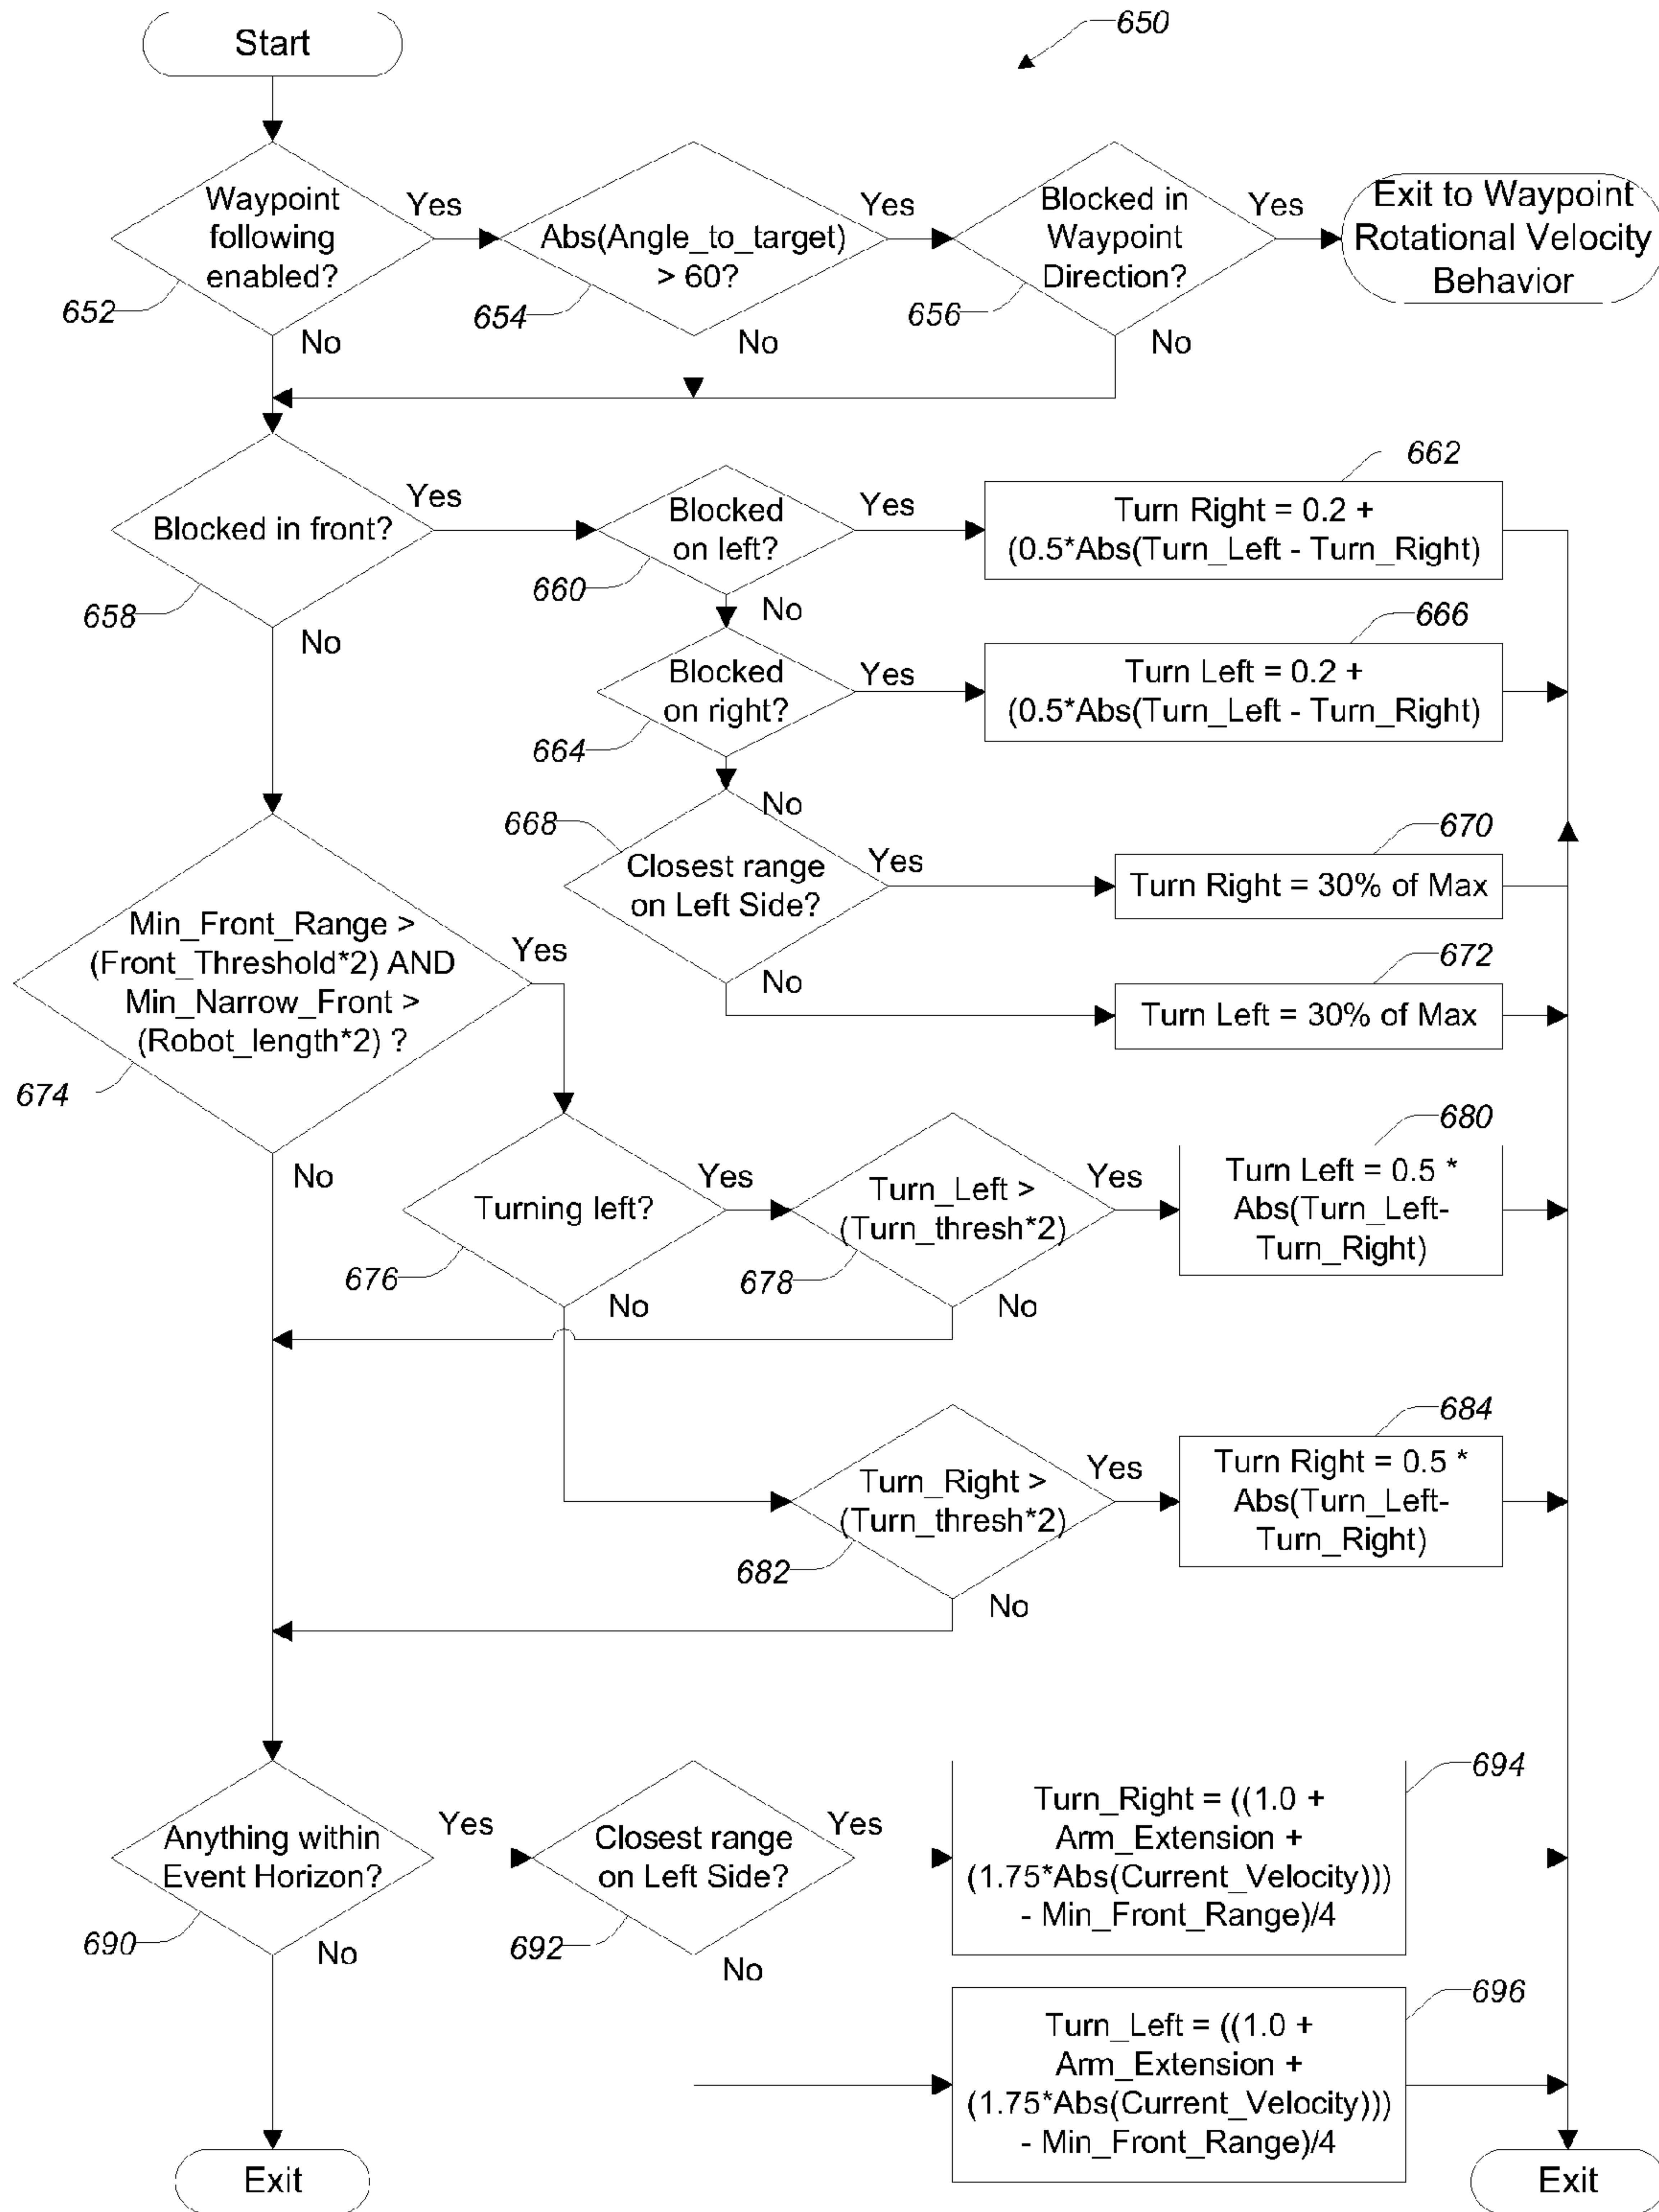 Start
650
Waypoint
following
enabled?
652
Yes
No
Abs(Angle_to_target)
> 60?
654
Yes
No
Blocked in
Waypoint
Direction?
656
Yes
No
Exit to Waypoint
Rotational Velocity
Behavior
Blocked in front?
658
Yes
No
Blocked
on left?
660
Yes
No
Turn Right = 0.2 +
(0.5*Abs(Turn_Left - Turn_Right)
662
Blocked
on right?
664
Yes
No
Turn Left = 0.2 +
(0.5*Abs(Turn_Left - Turn_Right)
666
Closest range
on Left Side?
668
Yes
No
Turn Right = 30% of Max
670
Turn Left = 30% of Max
672
Min_Front_Range >
(Front_Threshold*2) AND
Min_Narrow_Front >
(Robot_length*2) ?
674
Yes
No
Turning left?
676
Yes
No
Turn_Left >
(Turn_thresh*2)
678
Yes
No
Turn Left = 0.5 *
Abs(Turn_Left-
Turn_Right)
680
Turn_Right >
(Turn_thresh*2)
682
Yes
No
Turn Right = 0.5 *
Abs(Turn_Left-
Turn_Right)
684
Anything within
Event Horizon?
690
Yes
No
Closest range
on Left Side?
692
Yes
No
Turn_Right = ((1.0 +
Arm_Extension +
(1.75*Abs(Current_Velocity)))
- Min_Front_Range)/4
694
Turn_Left = ((1.0 +
Arm_Extension +
(1.75*Abs(Current_Velocity)))
- Min_Front_Range)/4
696
Exit
Exit